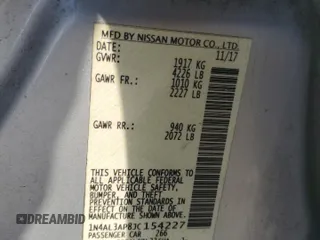 MFD BY NISSAN MOTOR CO., LTD.
DATE: 11/17
GVWR: 1917 KG
4226 LB
GAWR FR: 1010 KG
2227 LB
GAWR RR: 940 KG
2072 LB
THIS VEHICLE CONFORMS TO ALL
APPLICABLE FEDERAL MOTOR
VEHICLE SAFETY, BUMPER, AND
THEFT PREVENTION STANDARDS
IN EFFECT ON THE DATE OF
MANUFACTURE SHOWN ABOVE.
1N4AL3AP8JC154227
PASSENGER CAR 266
DREAMBID